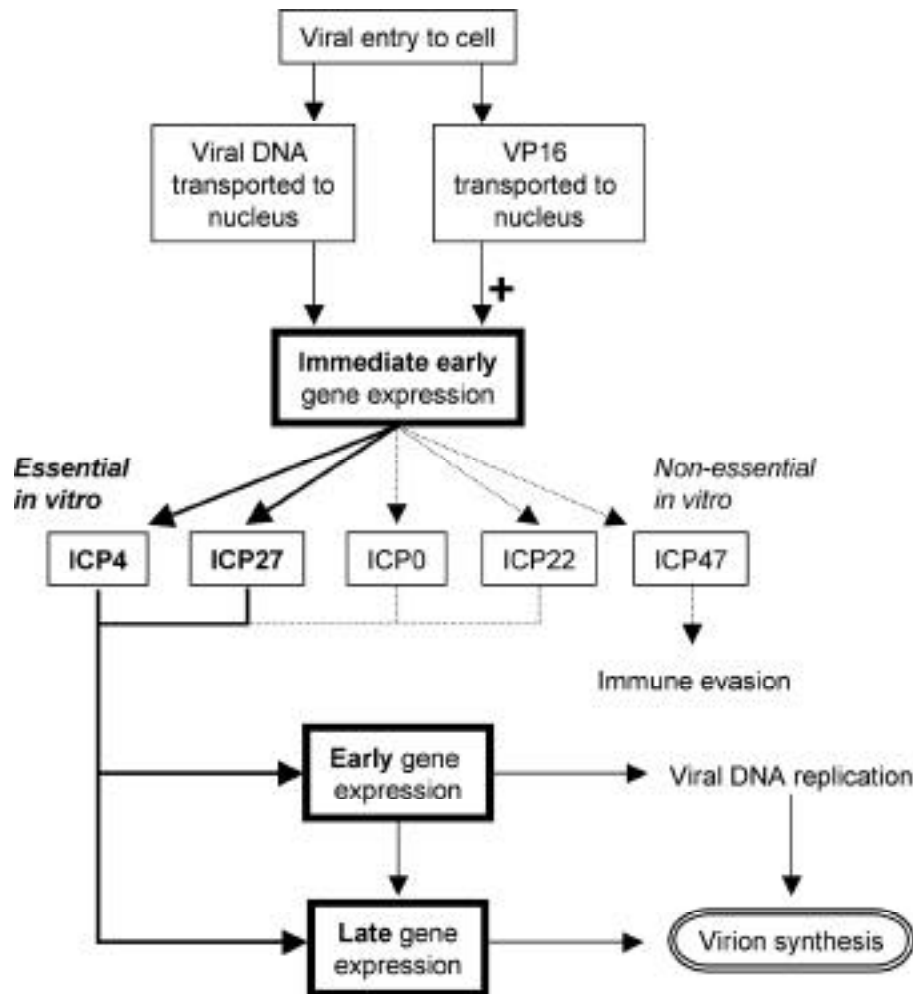 Viral entry to cell
Viral DNA
transported to
nucleus
VP16
transported to
nucleus
+
Immediate early
gene expression
Essential
in vitro
Non-essential
in vitro
ICP4
ICP27
ICP0
ICP22
ICP47
Immune evasion
Early gene
expression
Viral DNA replication
Late gene
expression
Virion synthesis